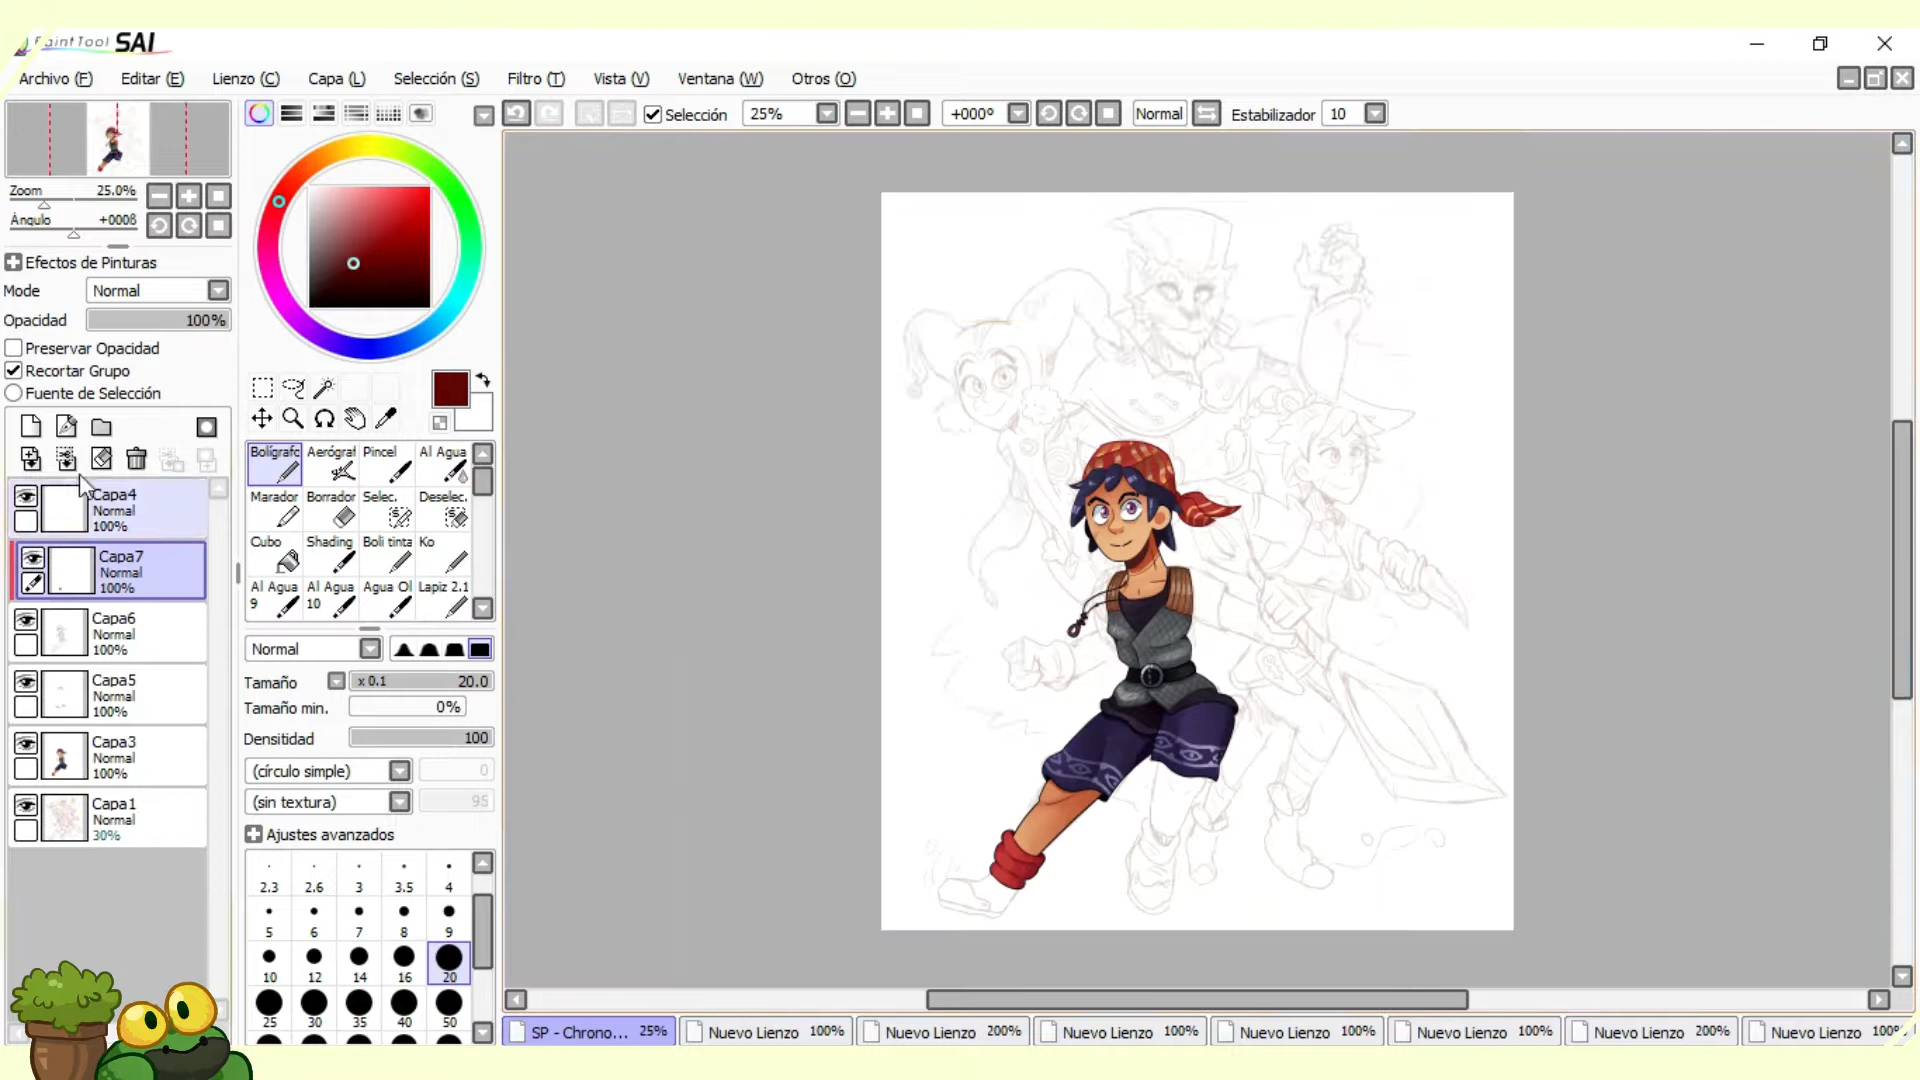 PaintTool SAI
Archivo (F) Editar (E) Lienzo (C) Capa (L) Selección (S) Filtro (T) Vista (V) Ventana (W) Otros (O)
Selección 25% +000º Normal Estabilizador 10
Zoom 25.0%
Ángulo +000ß
Efectos de Pinturas
Mode Normal
Opacidad 100%
Preservar Opacidad
Recortar Grupo
Fuente de Selección
Capa4
Normal
100%
Capa7
Normal
100%
Capa6
Normal
100%
Capa5
Normal
100%
Capa3
Normal
100%
Capa1
Normal
30%
Bolígrafo Aerógraf Pincel Al Agua
Marador Borrador Selec. Deselec.
Cubo Shading Boli tinta Ko
Al Agua 9 Al Agua 10 Agua Ol Lapiz 2.1
Normal
Tamaño x 0.1 20.0
Tamaño min. 0%
Densitidad 100
(círculo simple) 0
(sin textura) 95
Ajustes avanzados
2.3 2.6 3 3.5 4
5 6 7 8 9
10 12 14 16 20
25 30 35 40 50
SP - Chrono... 25% Nuevo Lienzo 100% Nuevo Lienzo 200% Nuevo Lienzo 100% Nuevo Lienzo 100% Nuevo Lienzo 100% Nuevo Lienzo 200% Nuevo Lienzo 100%